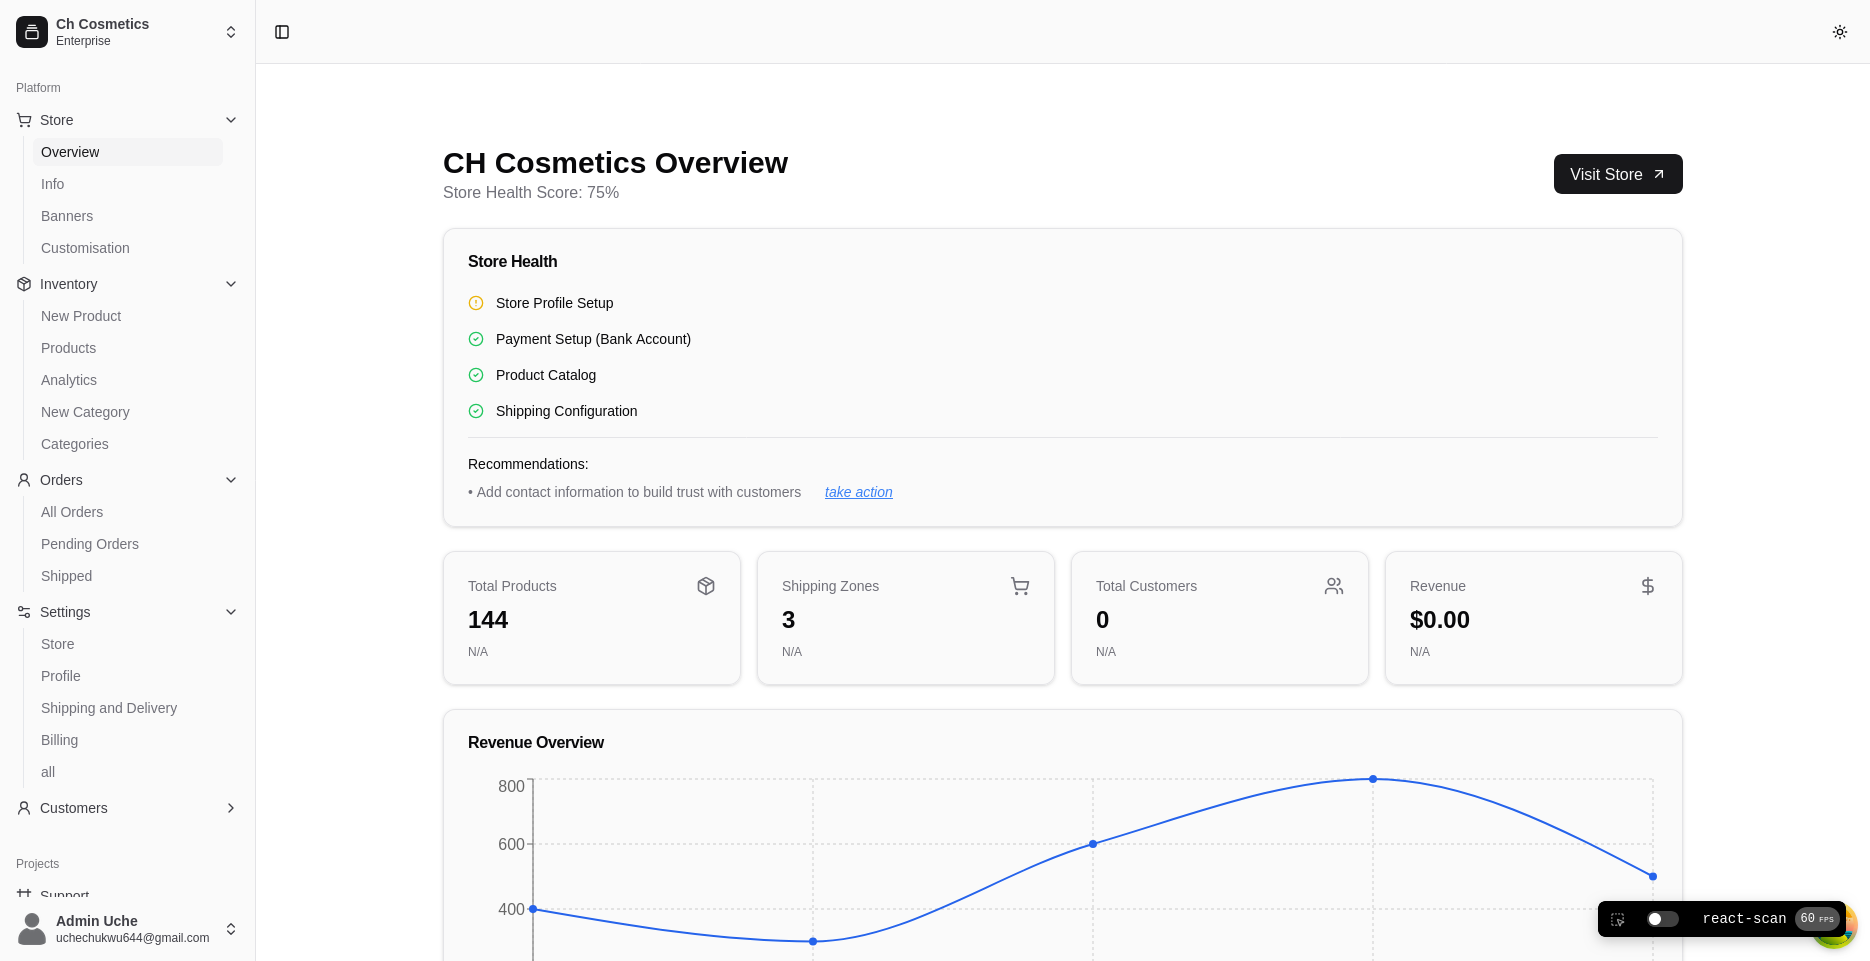 Ch Cosmetics
Enterprise
Platform
Store
Overview
Info
Banners
Customisation
Inventory
New Product
Products
Analytics
New Category
Categories
Orders
All Orders
Pending Orders
Shipped
Settings
Store
Profile
Shipping and Delivery
Billing
all
Customers
Projects
Support
Admin Uche
uchechukwu644@gmail.com
CH Cosmetics Overview
Store Health Score: 75%
Visit Store
Store Health
Store Profile Setup
Payment Setup (Bank Account)
Product Catalog
Shipping Configuration
Recommendations:
• Add contact information to build trust with customers take action
Total Products
144
N/A
Shipping Zones
3
N/A
Total Customers
0
N/A
Revenue
$0.00
N/A
Revenue Overview
800
600
400
react-scan 60 FPS